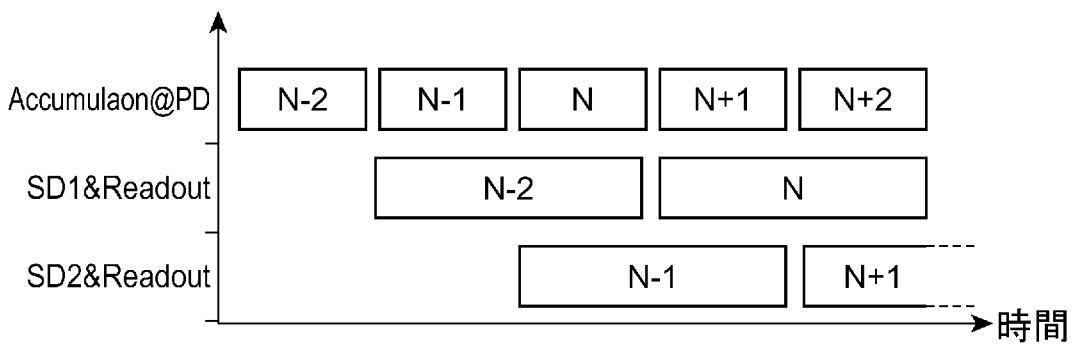 Accumulaon@PD N-2 N-1 N N+1 N+2
SD1&Readout N-2 N
SD2&Readout N-1 N+1
時間